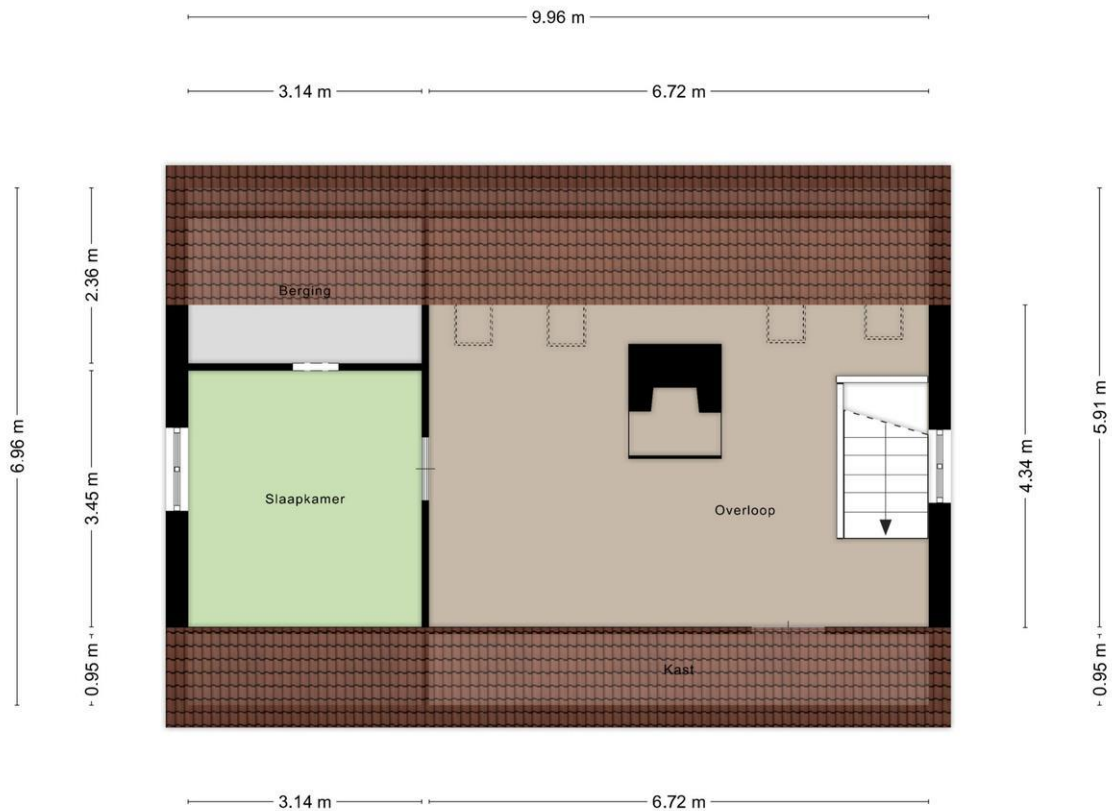 9.96 m
3.14 m
6.72 m
2.36 m
6.96 m
3.45 m
0.95 m
Berging
Slaapkamer
Overloop
Kast
5.91 m
4.34 m
0.95 m
3.14 m
6.72 m